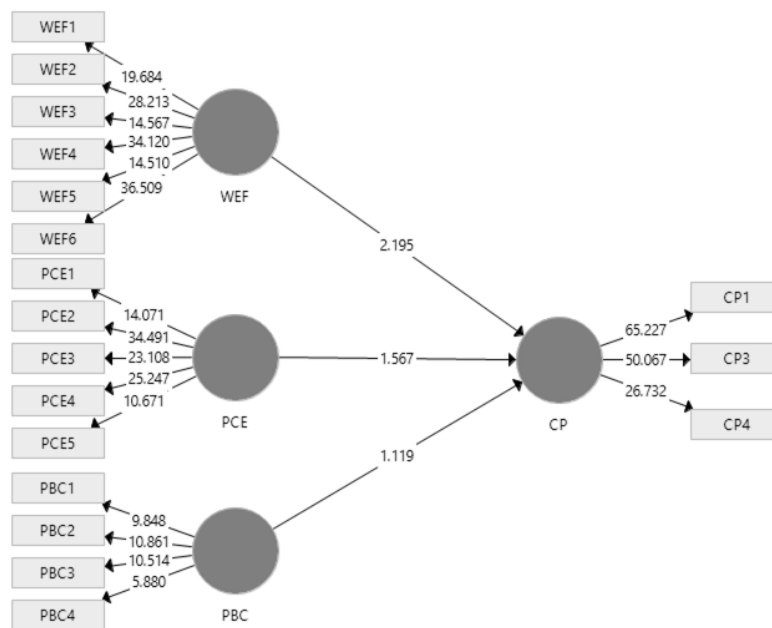 WEF1
WEF2
WEF3
WEF4
WEF5
WEF6
19.684
28.213
14.567
34.120
14.510
36.509
WEF
2.195
PCE1
PCE2
PCE3
PCE4
PCE5
14.071
34.491
23.108
25.247
10.671
PCE
1.567
PBC1
PBC2
PBC3
PBC4
9.848
10.861
10.514
5.880
PBC
1.119
CP
65.227
50.067
26.732
CP1
CP3
CP4